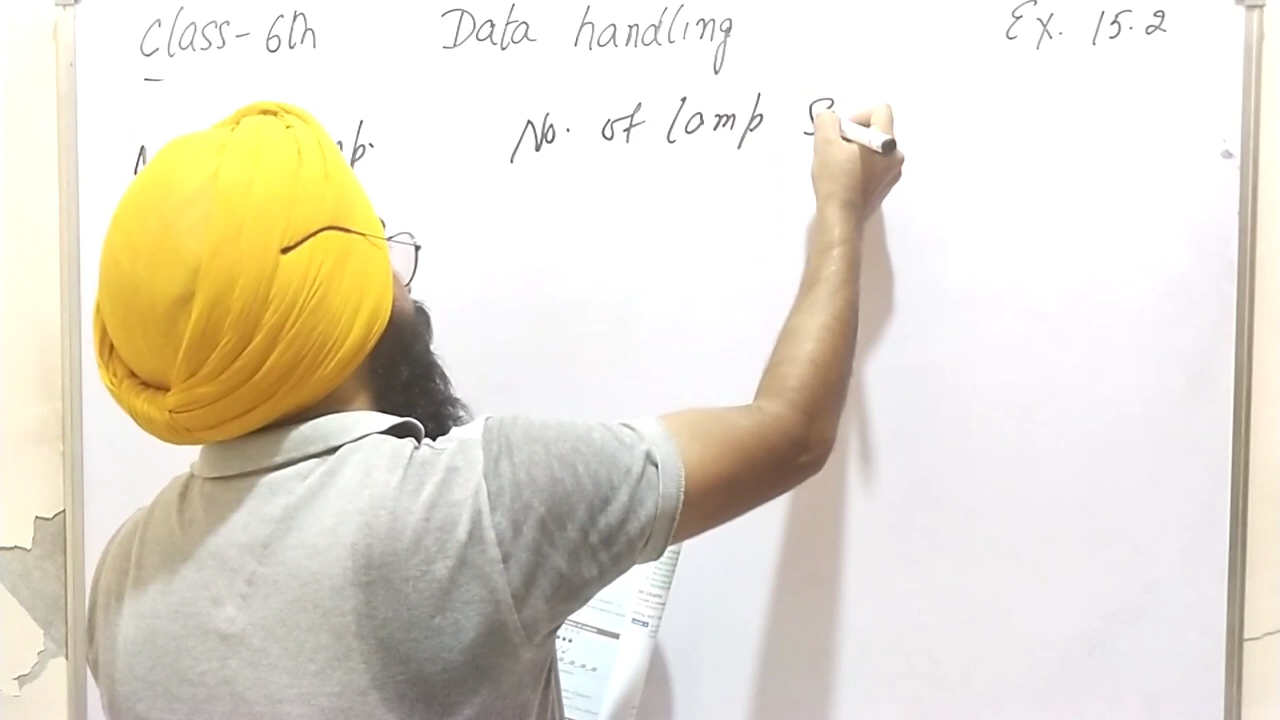 Class-6th Data handling Ex. 15.2
No. of lamp S